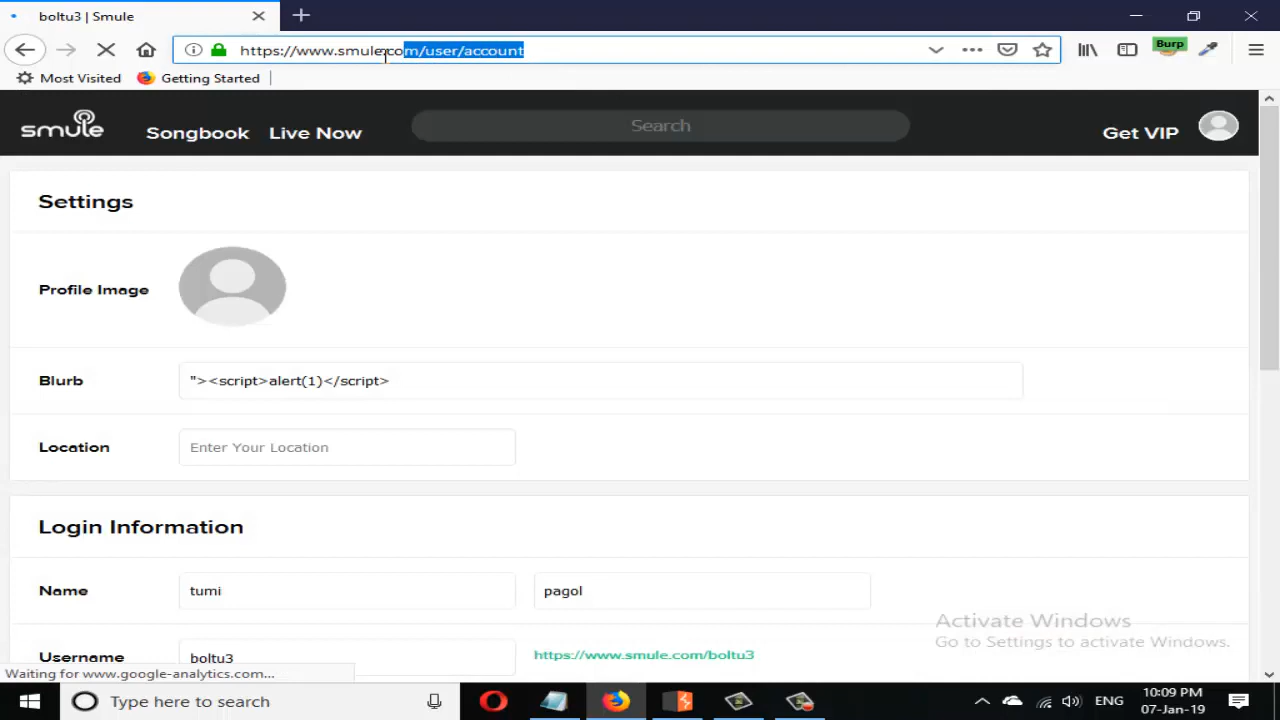 boltu3 | Smule
https://www.smule.com/user/account
Burp
Most Visited
Getting Started
smule
Songbook
Live Now
Search
Get VIP
Settings
Profile Image
Blurb
"><script>alert(1)</script>
Location
Enter Your Location
Login Information
Name
tumi
pagol
Username
boltu3
https://www.smule.com/boltu3
Activate Windows
Go to Settings to activate Windows.
Waiting for www.google-analytics.com...
Type here to search
ENG
10:09 PM
07-Jan-19